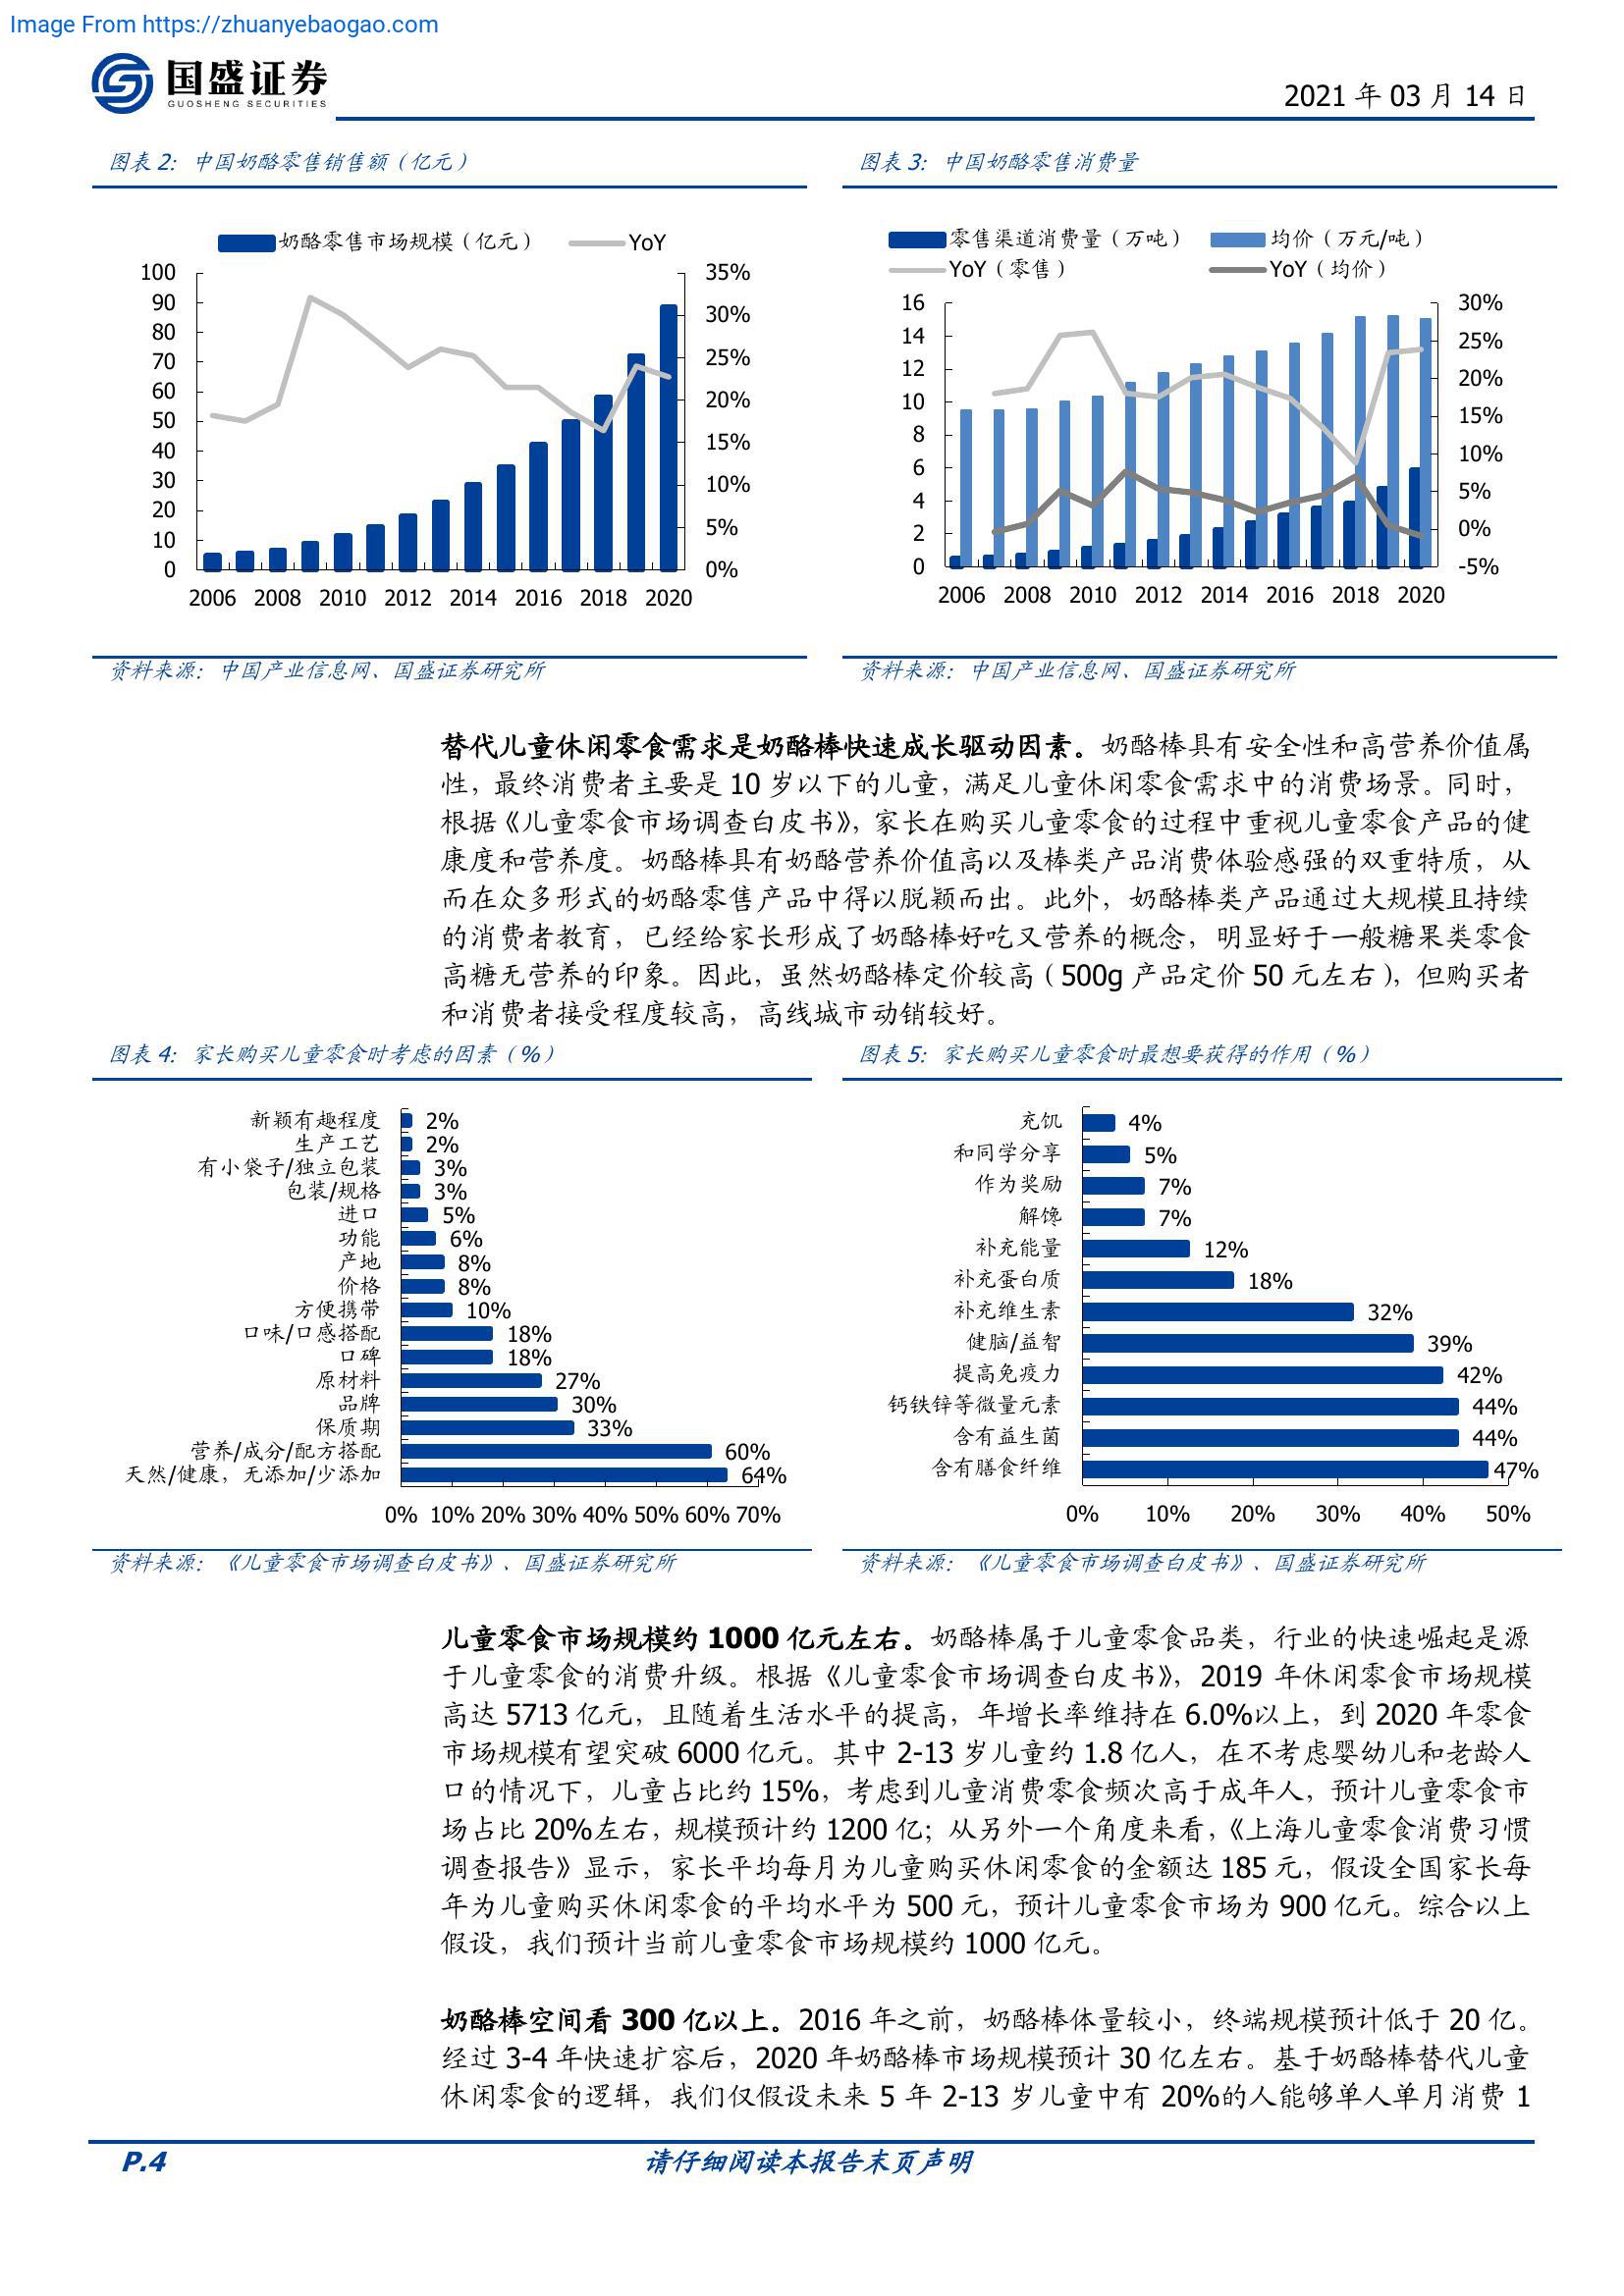 Image From https://zhuanyebaogao.com
国盛证券
GUOSHENG SECURITIES
2021 年 03 月 14 日
图表 2：中国奶酪零售销售额（亿元）
奶酪零售市场规模（亿元） YoY
100
90
80
70
60
50
40
30
20
10
0
35%
30%
25%
20%
15%
10%
5%
0%
2006 2008 2010 2012 2014 2016 2018 2020
资料来源：中国产业信息网、国盛证券研究所
图表 3：中国奶酪零售消费量
零售渠道消费量（万吨） 均价（万元/吨）
YoY（零售） YoY（均价）
16
14
12
10
8
6
4
2
0
30%
25%
20%
15%
10%
5%
0%
-5%
2006 2008 2010 2012 2014 2016 2018 2020
资料来源：中国产业信息网、国盛证券研究所
替代儿童休闲零食需求是奶酪棒快速成长驱动因素。奶酪棒具有安全性和高营养价值属
性，最终消费者主要是 10 岁以下的儿童，满足儿童休闲零食需求中的消费场景。同时，
根据《儿童零食市场调查白皮书》，家长在购买儿童零食的过程中重视儿童零食产品的健
康度和营养度。奶酪棒具有奶酪营养价值高以及棒类产品消费体验感强的双重特质，从
而在众多形式的奶酪零售产品中得以脱颖而出。此外，奶酪棒类产品通过大规模且持续
的消费者教育，已经给家长形成了奶酪棒好吃又营养的概念，明显好于一般糖果类零食
高糖无营养的印象。因此，虽然奶酪棒定价较高（500g 产品定价 50 元左右），但购买者
和消费者接受程度较高，高线城市动销较好。
图表 4：家长购买儿童零食时考虑的因素（%）
新颖有趣程度 2%
生产工艺 2%
有小袋子/独立包装 3%
包装/规格 3%
进口 5%
功能 6%
产地 8%
价格 8%
方便携带 10%
口味/口感搭配 18%
口碑 18%
原材料 27%
品牌 30%
保质期 33%
营养/成分/配方搭配 60%
天然/健康，无添加/少添加 64%
0% 10% 20% 30% 40% 50% 60% 70%
资料来源：《儿童零食市场调查白皮书》、国盛证券研究所
图表 5：家长购买儿童零食时最想要获得的作用（%）
充饥 4%
和同学分享 5%
作为奖励 7%
解馋 7%
补充能量 12%
补充蛋白质 18%
补充维生素 32%
健脑/益智 39%
提高免疫力 42%
钙铁锌等微量元素 44%
含有益生菌 44%
含有膳食纤维 47%
0% 10% 20% 30% 40% 50%
资料来源：《儿童零食市场调查白皮书》、国盛证券研究所
儿童零食市场规模约 1000 亿元左右。奶酪棒属于儿童零食品类，行业的快速崛起是源
于儿童零食的消费升级。根据《儿童零食市场调查白皮书》，2019 年休闲零食市场规模
高达 5713 亿元，且随着生活水平的提高，年增长率维持在 6.0%以上，到 2020 年零食
市场规模有望突破 6000 亿元。其中 2-13 岁儿童约 1.8 亿人，在不考虑婴幼儿和老龄人
口的情况下，儿童占比约 15%，考虑到儿童消费零食频次高于成年人，预计儿童零食市
场占比 20%左右，规模预计约 1200 亿；从另外一个角度来看，《上海儿童零食消费习惯
调查报告》显示，家长平均每月为儿童购买休闲零食的金额达 185 元，假设全国家长每
年为儿童购买休闲零食的平均水平为 500 元，预计儿童零食市场为 900 亿元。综合以上
假设，我们预计当前儿童零食市场规模约 1000 亿元。
奶酪棒空间看 300 亿以上。2016 年之前，奶酪棒体量较小，终端规模预计低于 20 亿。
经过 3-4 年快速扩容后，2020 年奶酪棒市场规模预计 30 亿左右。基于奶酪棒替代儿童
休闲零食的逻辑，我们仅假设未来 5 年 2-13 岁儿童中有 20%的人能够单人单月消费 1
P.4 请仔细阅读本报告末页声明